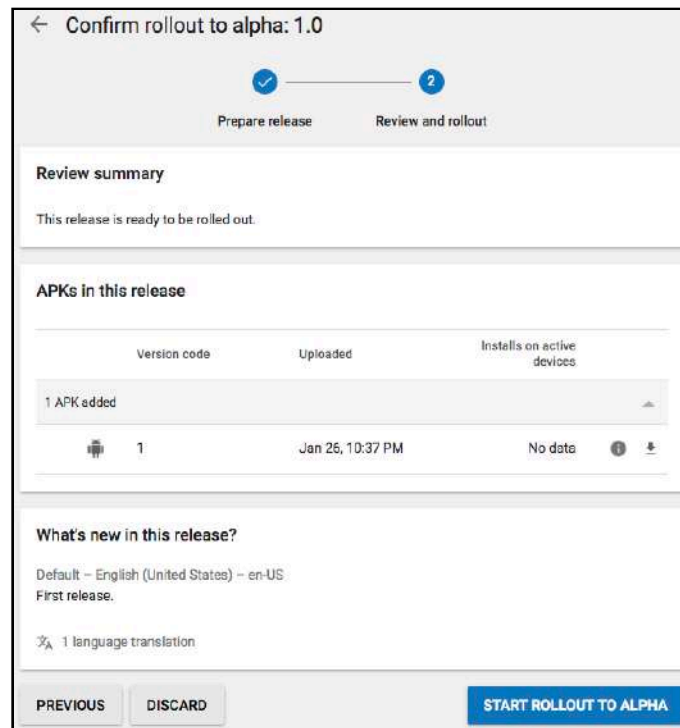 Confirm rollout to alpha: 1.0
2
Prepare release Review and rollout
Review summary
This release is ready to be rolled out.
APKs in this release
Version code Uploaded Installs on active devices
1 APK added
1 Jan 26, 10:37 PM No data
What's new in this release?
Default – English (United States) – en-US
First release.
1 language translation
PREVIOUS DISCARD START ROLLOUT TO ALPHA